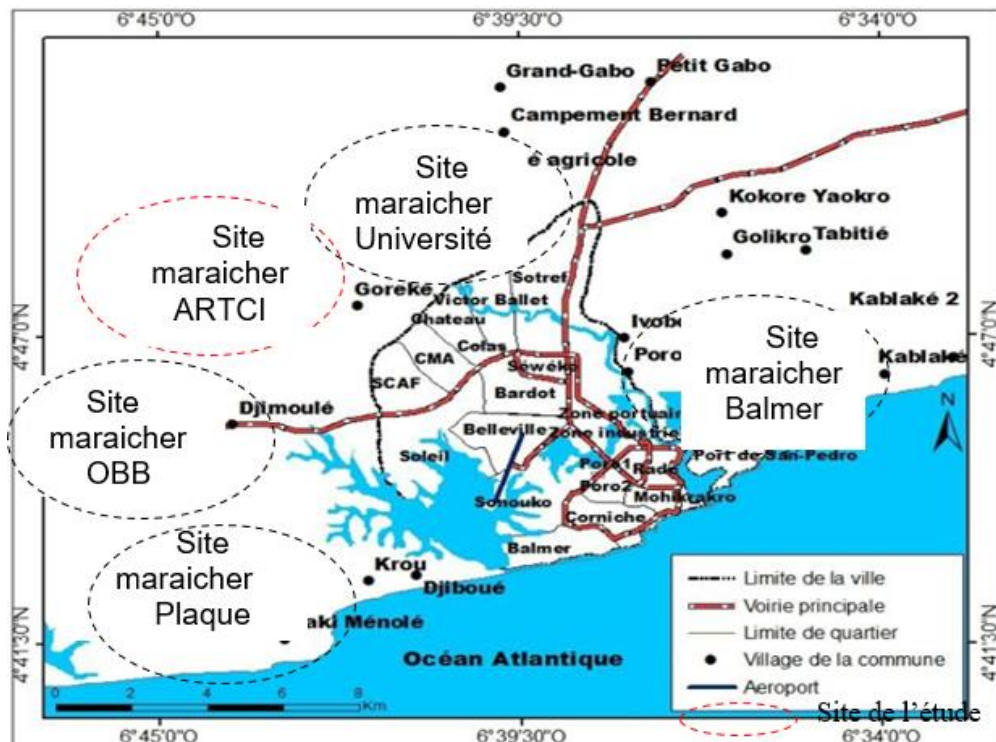 6°45'0"O
6°39'30"O
6°34'0"O
Grand-Gabo
Petit Gabo
Campement Bernard
é agricole
Site
maraicher
Université
Kokore Yaokro
Golikro
Tabitié
Site
maraicher
ARTCI
Goreké
Sotref
Victor Ballet
Chateau
Cofas
CMA
Séwéké
SCAF
Bardot
Kablaké 2
4°47'0"N
4°47'0"N
Ivobo
Poro
Kablaké
Site
maraicher
Balmer
N
Site
maraicher
OBB
Djimoulé
Belleville
Zone portuair
Zone industrie
Soleil
Port de San-Pedro
Poro1
Rade
Poro2
Sonouko
Mohikrakro
Corniche
Balmer
Site
maraicher
Plaque
Krou
Djiboué
aki Ménolé
4°41'30"N
4°41'30"N
Océan Atlantique
Limite de la ville
Voirie principale
Limite de quartier
Village de la commune
Aeroport
Site de l'étude
0 2 4 6 8
Km
6°45'0"O
6°39'30"O
6°34'0"O